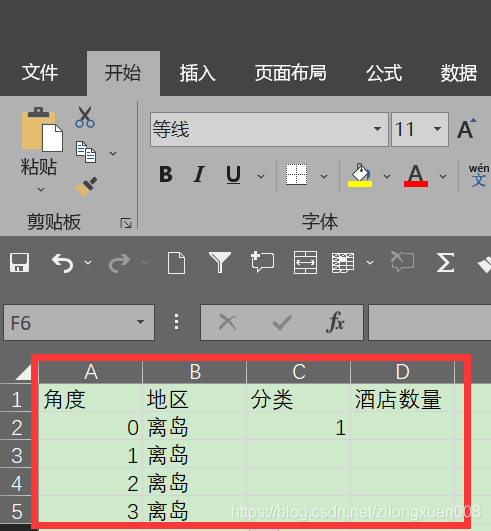 文件 开始 插入 页面布局 公式 数据
等线 11 A
wén
粘贴 B I U A 文
剪贴板 字体
F6 fx
A B C D
1 角度 地区 分类 酒店数量
2 0 离岛 1
3 1 离岛
4 2 离岛
5 3 离岛
https://blog.csdn.net/zilongxuan008